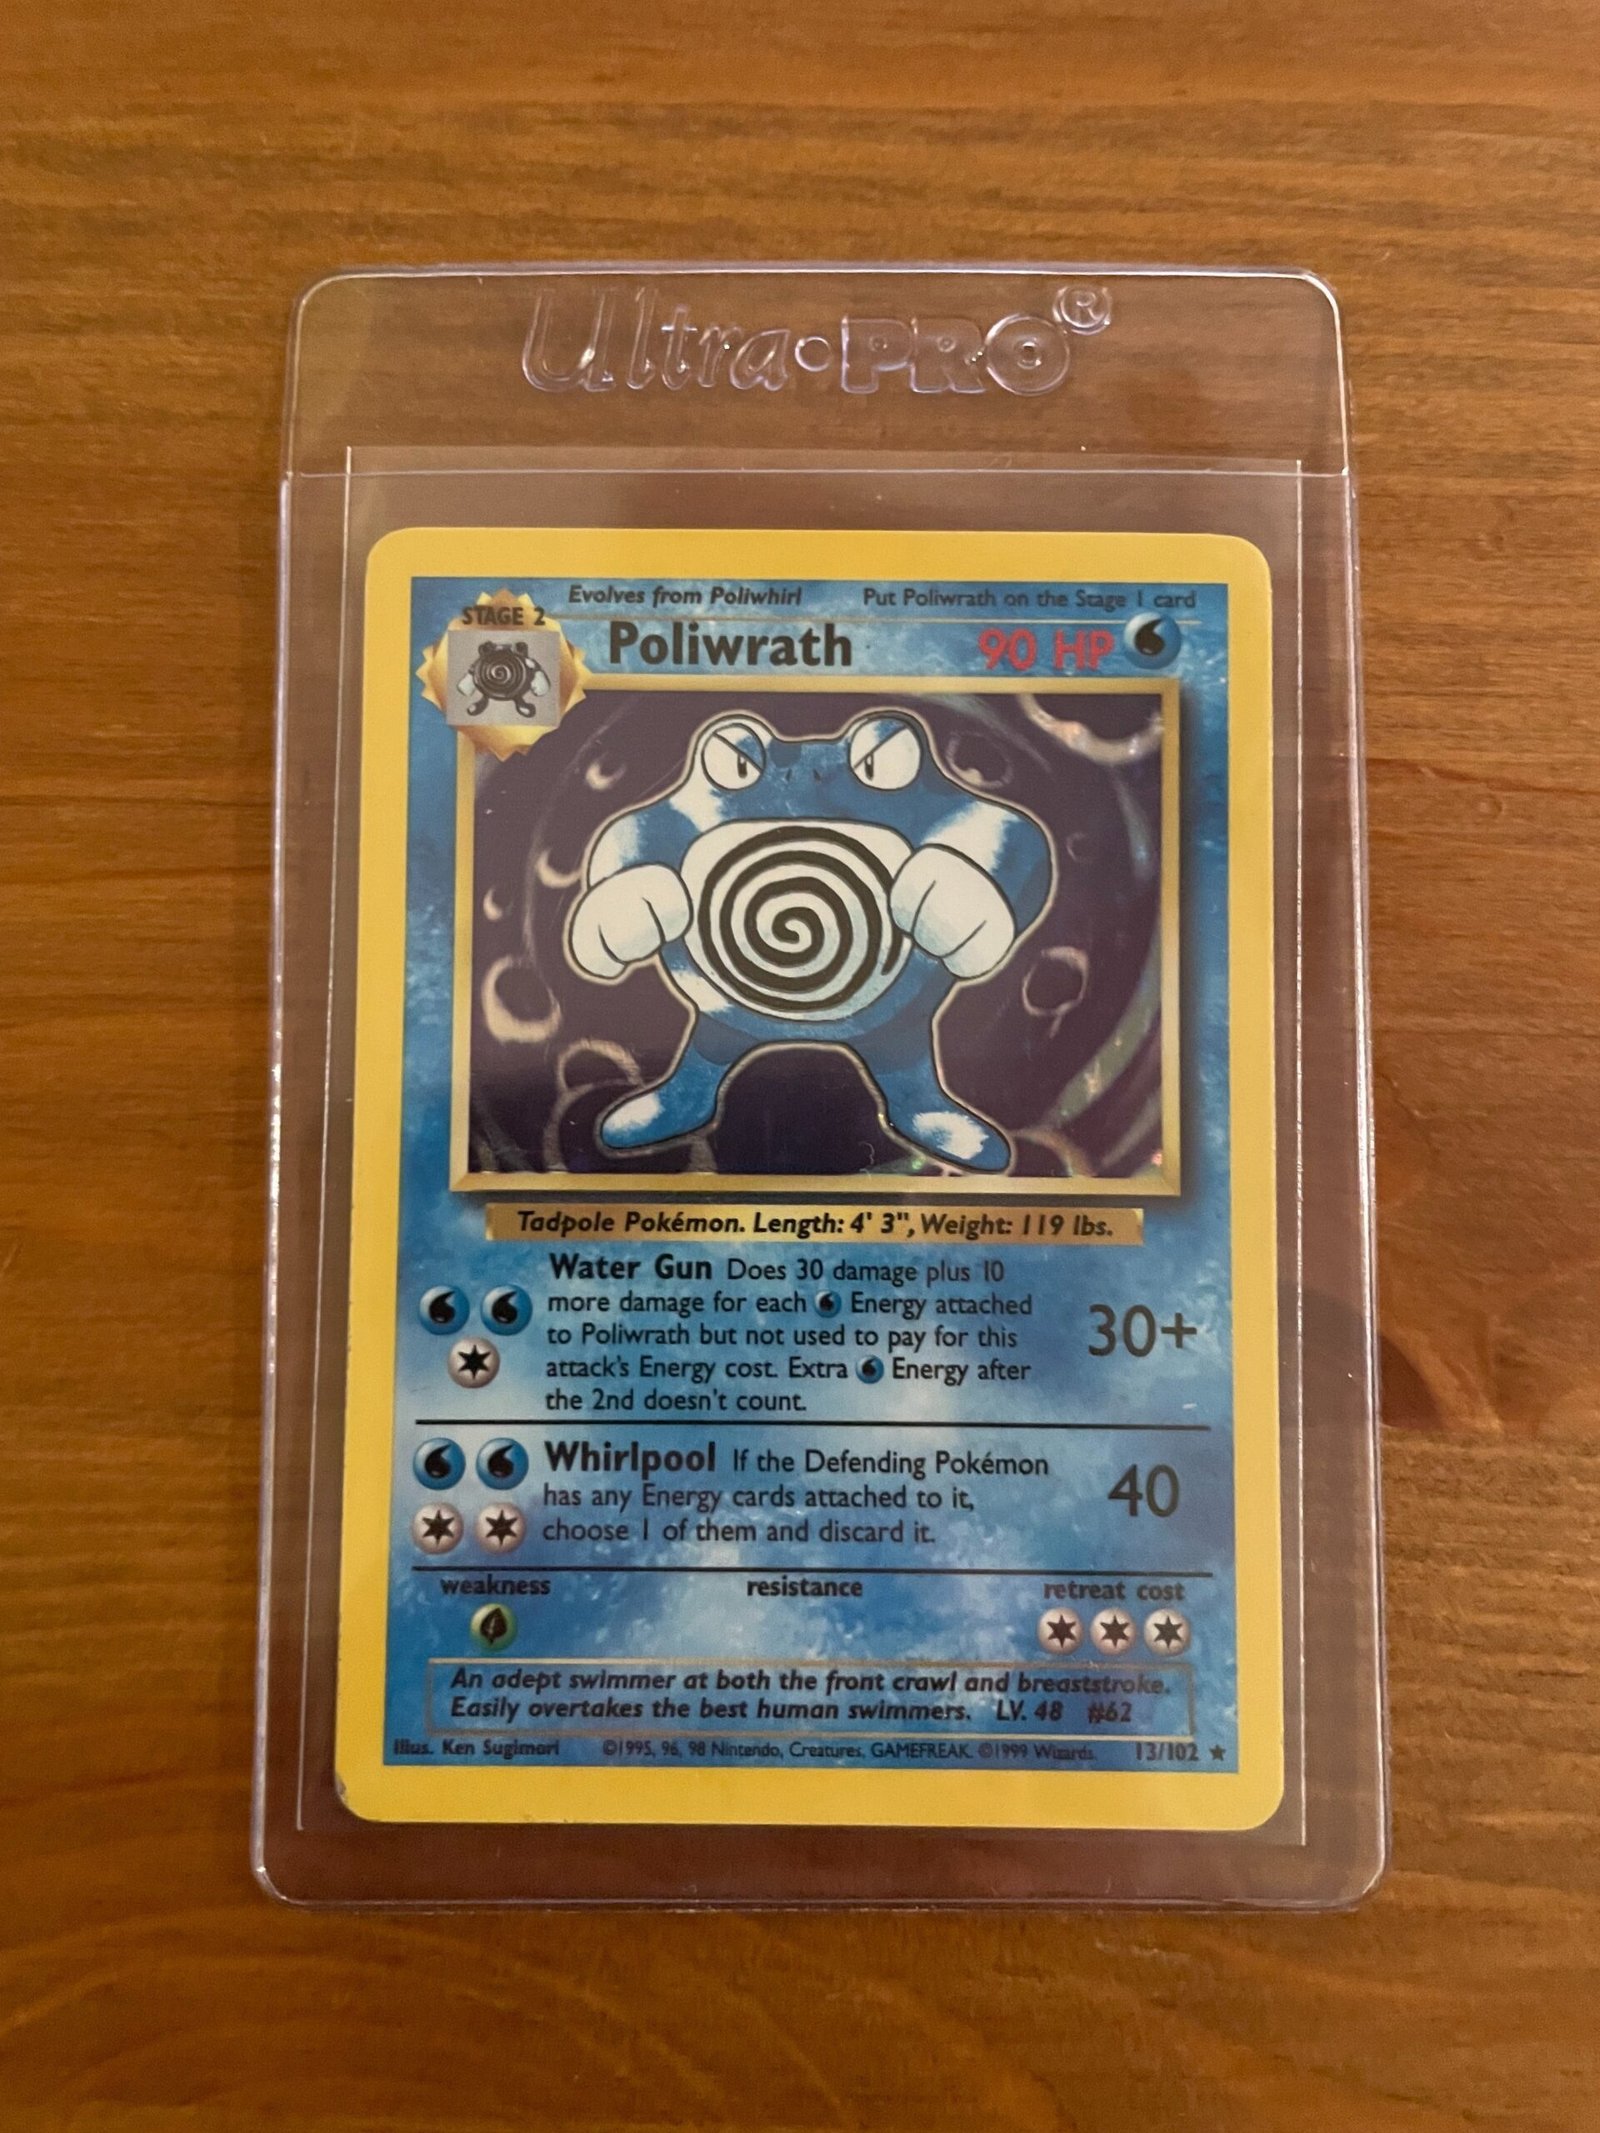 Ultra•PRO®
Evolves from Poliwhirl Put Poliwrath on the Stage 1 card
STAGE 2
Poliwrath 90 HP
Tadpole Pokémon. Length: 4' 3", Weight: 119 lbs.
Water Gun Does 30 damage plus 10
more damage for each Energy attached
to Poliwrath but not used to pay for this
attack's Energy cost. Extra Energy after
the 2nd doesn't count.
30+
Whirlpool If the Defending Pokémon
has any Energy cards attached to it,
choose 1 of them and discard it.
40
weakness resistance retreat cost
An adept swimmer at both the front crawl and breaststroke.
Easily overtakes the best human swimmers. LV. 48 #62
Illus. Ken Sugimori ©1995, 96, 98 Nintendo, Creatures, GAMEFREAK. ©1999 Wizards. 13/102 ★